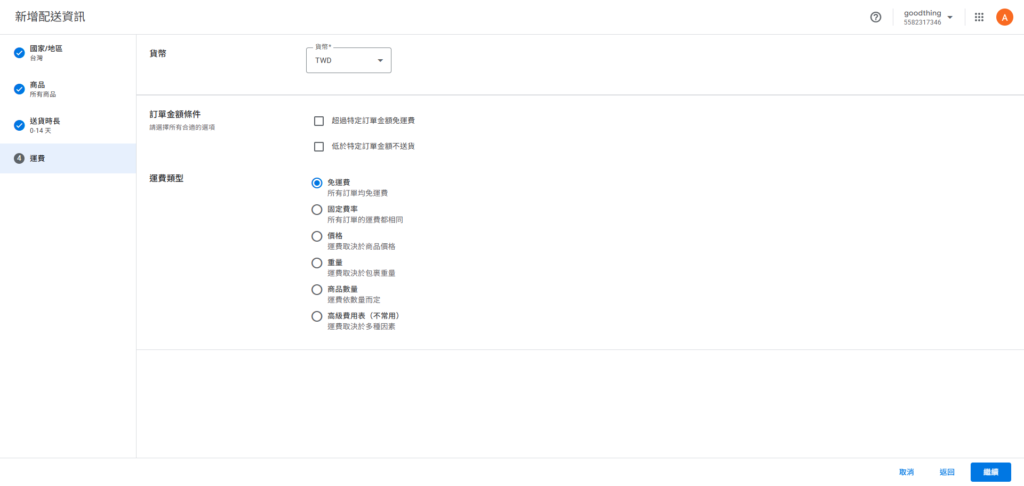 新增配送資訊
goodthing
5582317346
A
國家/地區
台灣
商品
所有商品
送貨時長
0-14 天
4 運費
貨幣
貨幣*
TWD
訂單金額條件
請選擇所有合適的選項
超過特定訂單金額免運費
低於特定訂單金額不送貨
運費類型
免運費
所有訂單均免運費
固定費率
所有訂單的運費都相同
價格
運費取決於商品價格
重量
運費取決於包裹重量
商品數量
運費依數量而定
高級費用表（不常用）
運費取決於多種因素
取消
返回
繼續